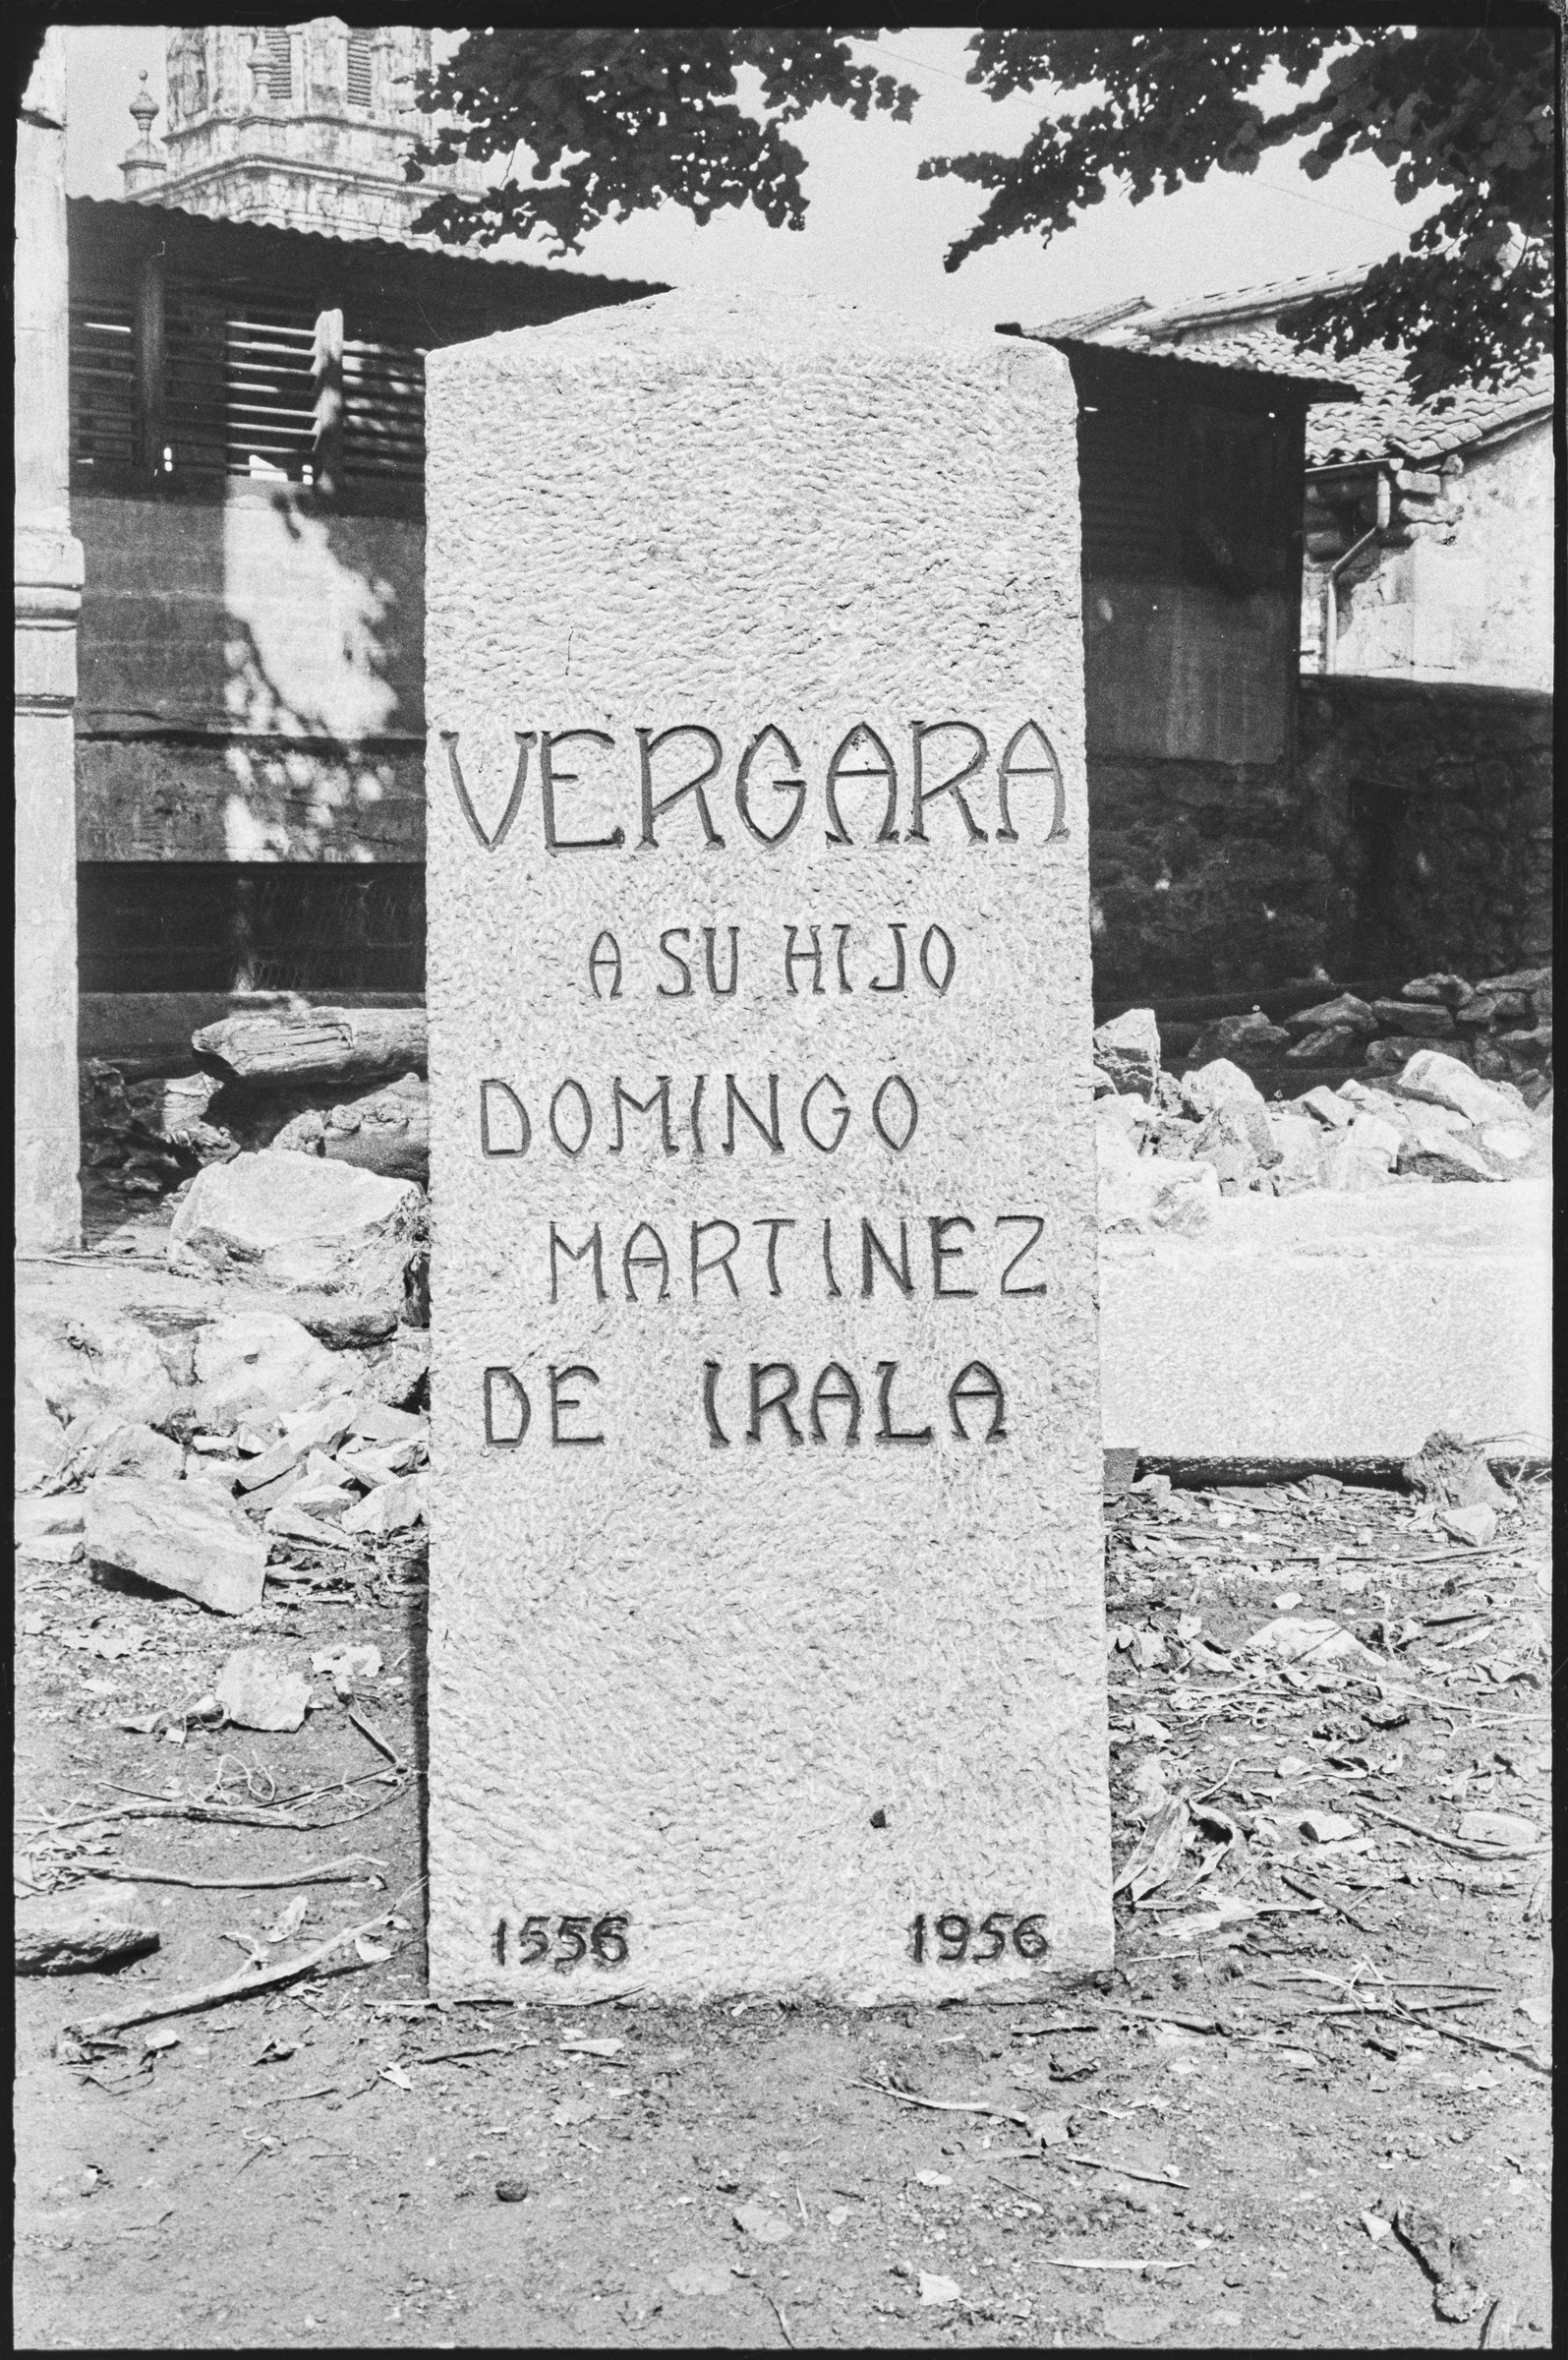 VERGARA
A SU HIJO
DOMINGO
MARTINEZ
DE IRALA
1556 1956